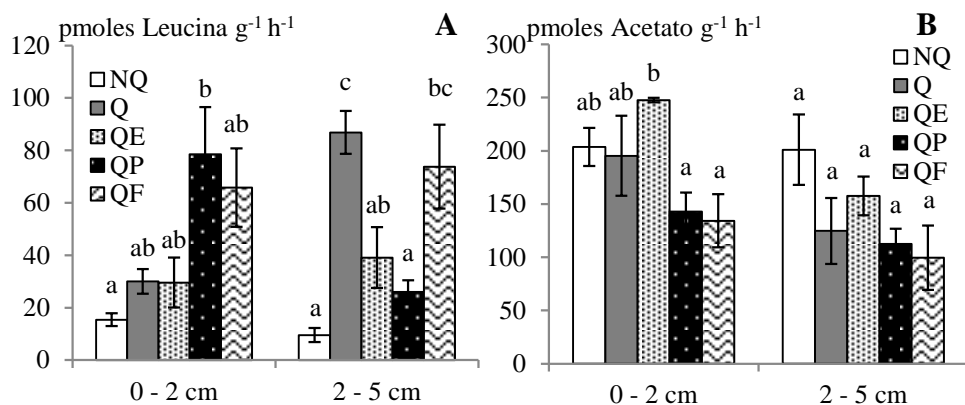 pmoles Leucina g⁻¹ h⁻¹ A
120
100
80
60
40
20
0
NQ
Q
QE
QP
QF
a ab ab b ab
a c ab a bc
0 - 2 cm 2 - 5 cm
pmoles Acetato g⁻¹ h⁻¹ B
300
250
200
150
100
50
0
NQ
Q
QE
QP
QF
ab ab b a a
a a a a a
0 - 2 cm 2 - 5 cm